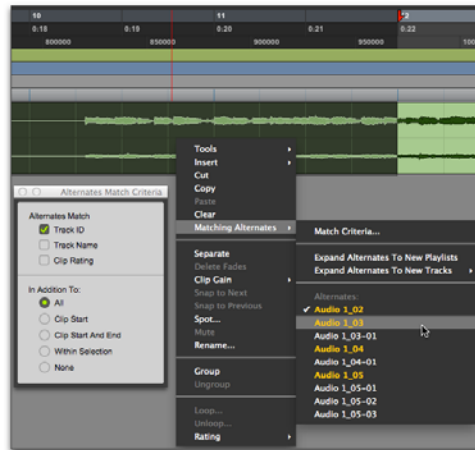 10 11 12
0:18 0:19 0:20 0:21 0:22
800000 850000 900000 950000 100
Tools
Insert
Cut
Copy
Paste
Clear
Matching Alternates
Separate
Delete Fades
Clip Gain
Snap to Next
Snap to Previous
Spot...
Mute
Rename...
Group
Ungroup
Loop...
Unloop...
Rating
Match Criteria...
Expand Alternates To New Playlists
Expand Alternates To New Tracks
Alternates:
Audio 1_02
Audio 1_03
Audio 1_03-01
Audio 1_04
Audio 1_04-01
Audio 1_05
Audio 1_05-01
Audio 1_05-02
Audio 1_05-03
Alternates Match Criteria
Alternates Match
Track ID
Track Name
Clip Rating
In Addition To:
All
Clip Start
Clip Start And End
Within Selection
None